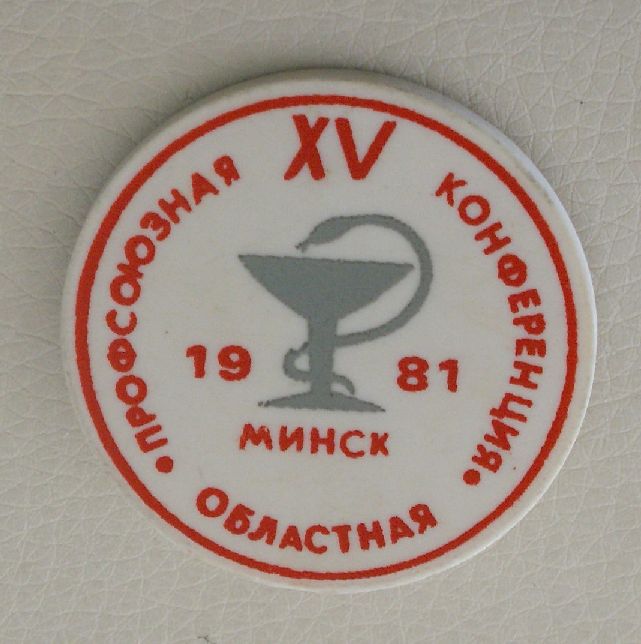 XV
• ПРОФСОЮЗНАЯ
КОНФЕРЕНЦИЯ •
19 81
МИНСК
ОБЛАСТНАЯ